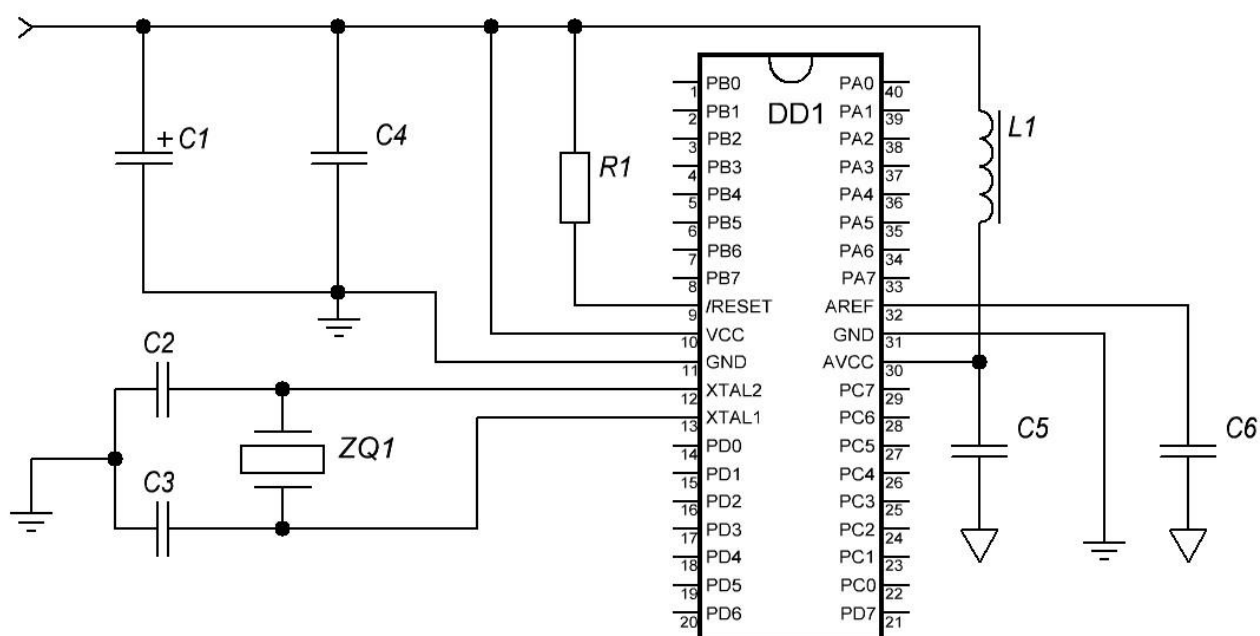 + C1
C4
R1
DD1
L1
C2
C3
ZQ1
C5
C6
1 PB0
2 PB1
3 PB2
4 PB3
5 PB4
6 PB5
7 PB6
8 PB7
9 /RESET
10 VCC
11 GND
12 XTAL2
13 XTAL1
14 PD0
15 PD1
16 PD2
17 PD3
18 PD4
19 PD5
20 PD6
PA0 40
PA1 39
PA2 38
PA3 37
PA4 36
PA5 35
PA6 34
PA7 33
AREF 32
GND 31
AVCC 30
PC7 29
PC6 28
PC5 27
PC4 26
PC3 25
PC2 24
PC1 23
PC0 22
PD7 21